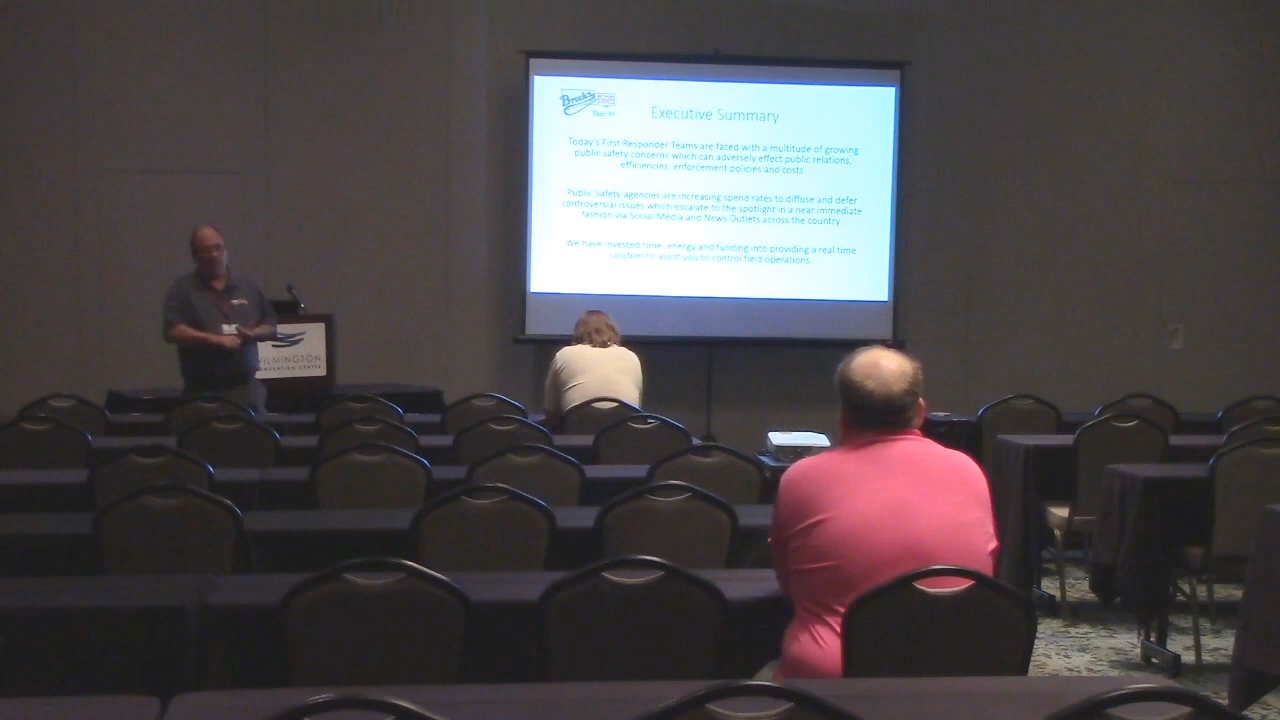 Brooks
Executive Summary
Today's First Responder Teams are faced with a multitude of growing
public safety concerns which can adversely effect public relations,
efficiencies, enforcement policies and costs.
Public Safety agencies are increasing spend rates to diffuse and defer
controversial issues which escalate to the spotlight in a near immediate
fashion via Social Media and News Outlets across the country
We have invested time, energy and funding into providing a real time
solution to assist you to control field operations.
WILMINGTON
CONVENTION CENTER